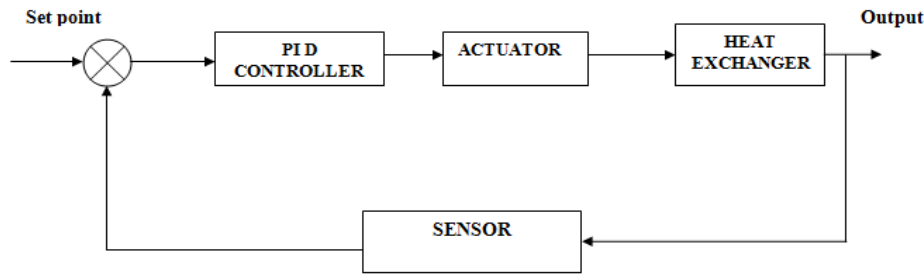 Set point
Output
PI D
CONTROLLER
ACTUATOR
HEAT
EXCHANGER
SENSOR